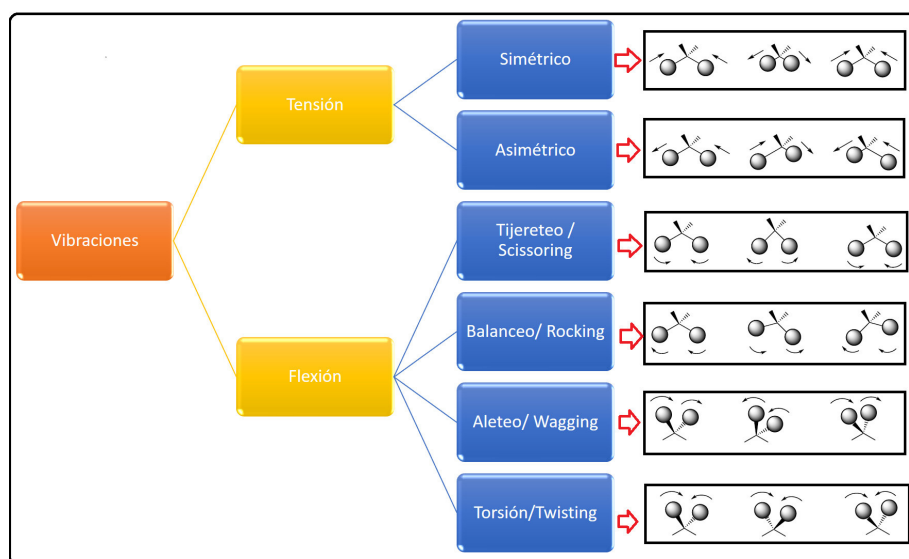 Simétrico
Tensión
Asimétrico
Vibraciones
Tijereteo /
Scissoring
Balanceo/ Rocking
Flexión
Aleteo/ Wagging
Torsión/Twisting